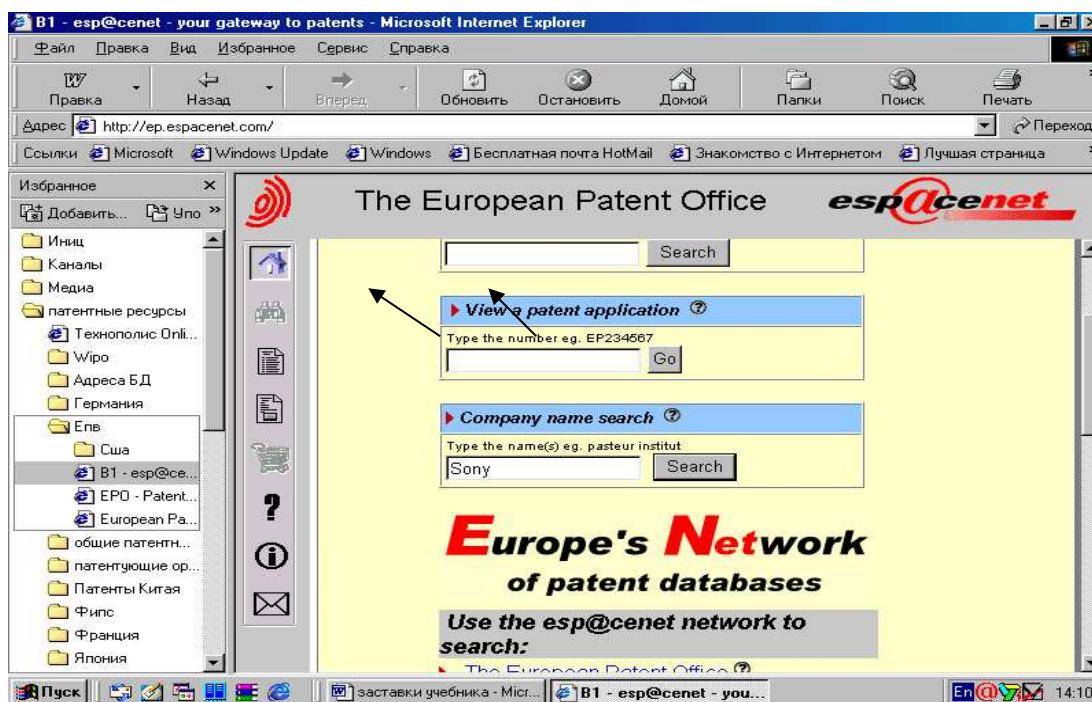 B1 - esp@cenet - your gateway to patents - Microsoft Internet Explorer
Файл Правка Вид Избранное Сервис Справка
Правка Назад Вперед Обновить Остановить Домой Папки Поиск Печать
Адрес http://ep.espacenet.com/ Переход
Ссылки Microsoft Windows Update Windows Бесплатная почта HotMail Знакомство с Интернетом Лучшая страница
Избранное
Добавить... Упо »
Иниц
Каналы
Медиа
патентные ресурсы
Технополис Onli...
Wipo
Адреса БД
Германия
Епв
Сша
B1 - esp@ce...
EPO - Patent...
European Pa...
общие патентн...
патентующие ор...
Патенты Китая
Фипс
Франция
Япония
The European Patent Office esp@cenet
Search
View a patent application ?
Type the number eg. EP234567
Go
Company name search ?
Type the name(s) eg. pasteur institut
Sony Search
Europe's Network
of patent databases
Use the esp@cenet network to
search:
The European Patent Office ?
Пуск заставки учебника - Micr... B1 - esp@cenet - you... En 14:10